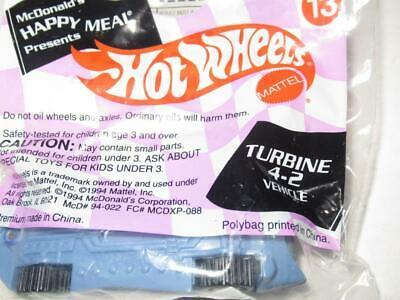 McDonald's
HAPPY MEAL
Presents
13
HOT WHEELS
MATTEL
Do not oil wheels and axles. Ordinary oils will harm them.
Safety-tested for children age 3 and over.
CAUTION: May contain small parts.
intended for children under 3. ASK ABOUT
SPECIAL TOYS FOR KIDS UNDER 3.
TURBINE
4-2
VEHICLE
Wheels is a trademark owned by and used under
Mattel, Inc. ©1994 Mattel, Inc.
All rights reserved. ©1994 McDonald's Corporation
Oak Brook, IL 60521 McD# 94-022 FC# MCDXP-088
Premium made in China.
Polybag printed in China.